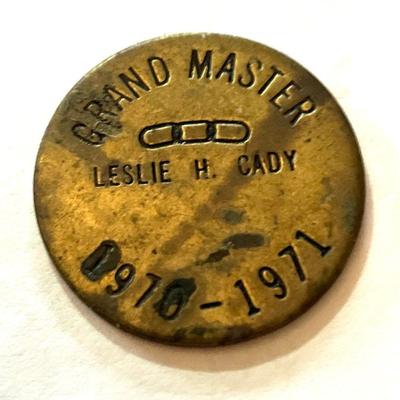 GRAND MASTER
LESLIE H. CADY
1970-1971